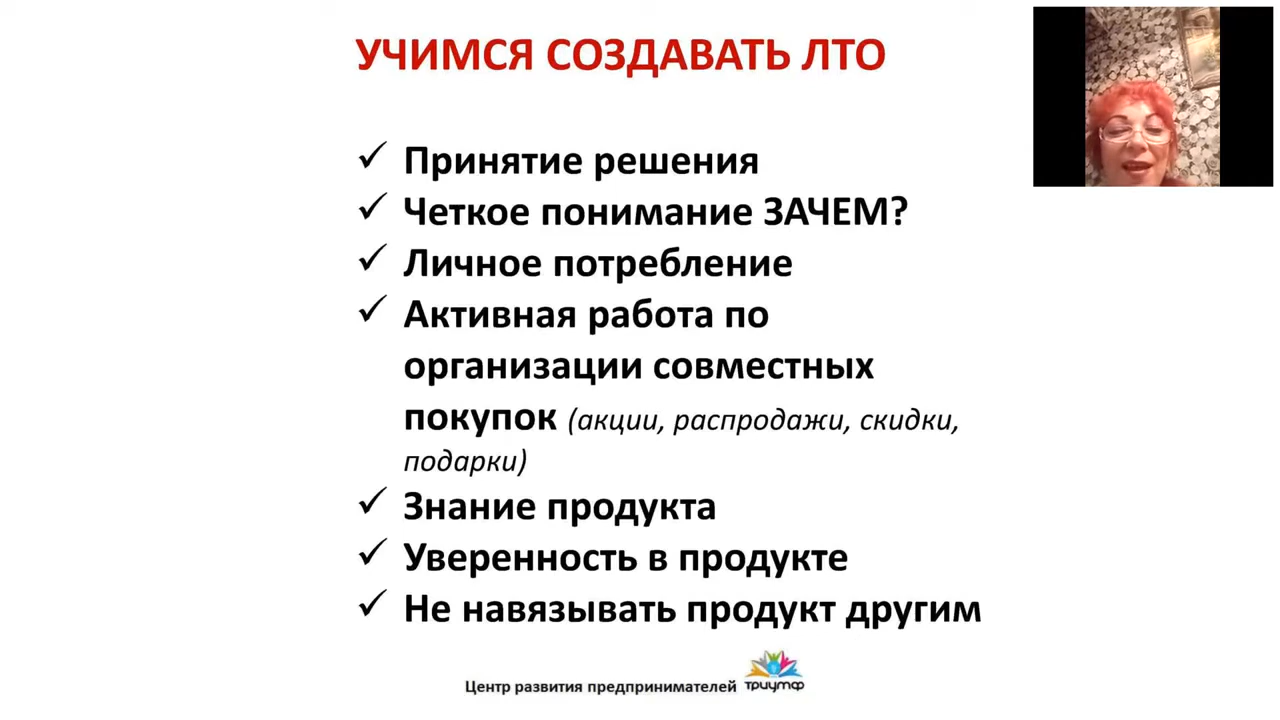 УЧИМСЯ СОЗДАВАТЬ ЛТО
Принятие решения
Четкое понимание ЗАЧЕМ?
Личное потребление
Активная работа по
организации совместных
покупок (акции, распродажи, скидки,
подарки)
Знание продукта
Уверенность в продукте
Не навязывать продукт другим
Центр развития предпринимателей триумф